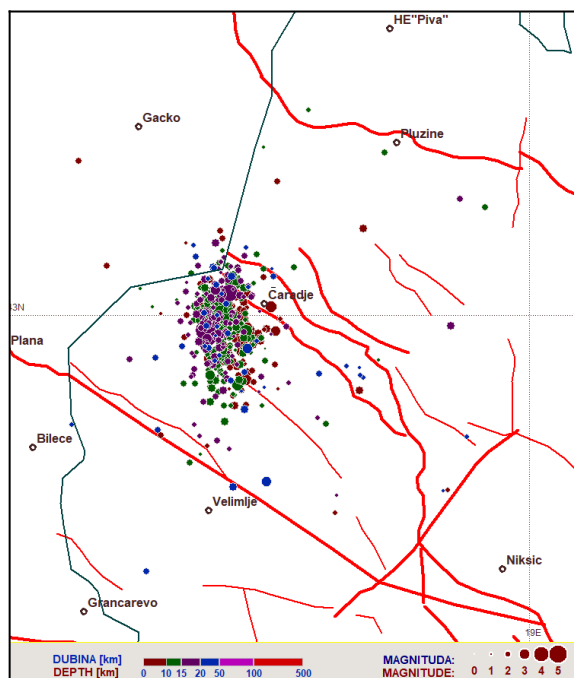 HE"Piva"
Gacko
Pluzine
Čaradje
43N
Plana
Bilece
Velimlje
Niksic
Grancarevo
19E
DUBINA [km]
DEPTH [km]
0 10 15 20 50 100 500
MAGNITUDA:
MAGNITUDE:
0 1 2 3 4 5